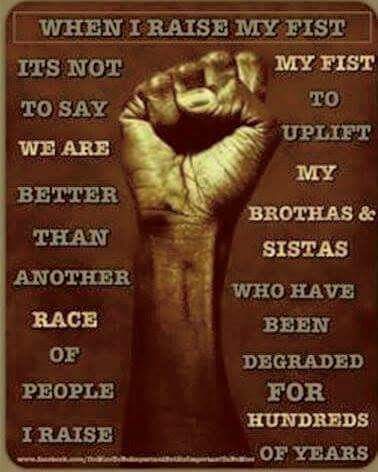 WHEN I RAISE MY FIST
ITS NOT
TO SAY
WE ARE
BETTER
THAN
ANOTHER
RACE
OF
PEOPLE
I RAISE
MY FIST
TO
UPLIFT
MY
BROTHAS &
SISTAS
WHO HAVE
BEEN
DEGRADED
FOR
HUNDREDS
OF YEARS